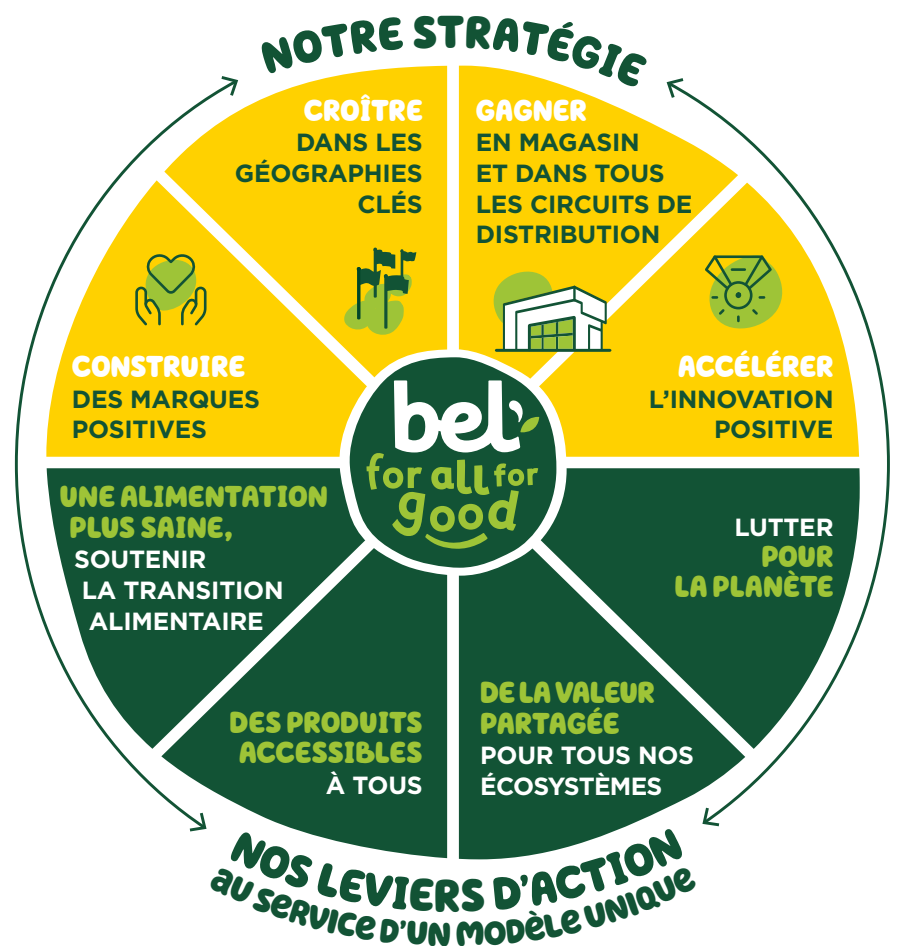 NOTRE STRATÉGIE
CROÎTRE
DANS LES
GÉOGRAPHIES
CLÉS
GAGNER
EN MAGASIN
ET DANS TOUS
LES CIRCUITS DE
DISTRIBUTION
CONSTRUIRE
DES MARQUES
POSITIVES
ACCÉLÉRER
L’INNOVATION
POSITIVE
bel
for all for
good
UNE ALIMENTATION
PLUS SAINE,
SOUTENIR
LA TRANSITION
ALIMENTAIRE
LUTTER
POUR
LA PLANÈTE
DES PRODUITS
ACCESSIBLES
À TOUS
DE LA VALEUR
PARTAGÉE
POUR TOUS NOS
ÉCOSYSTÈMES
NOS LEVIERS D’ACTION
AU SERVICE D’UN MODÈLE UNIQUE